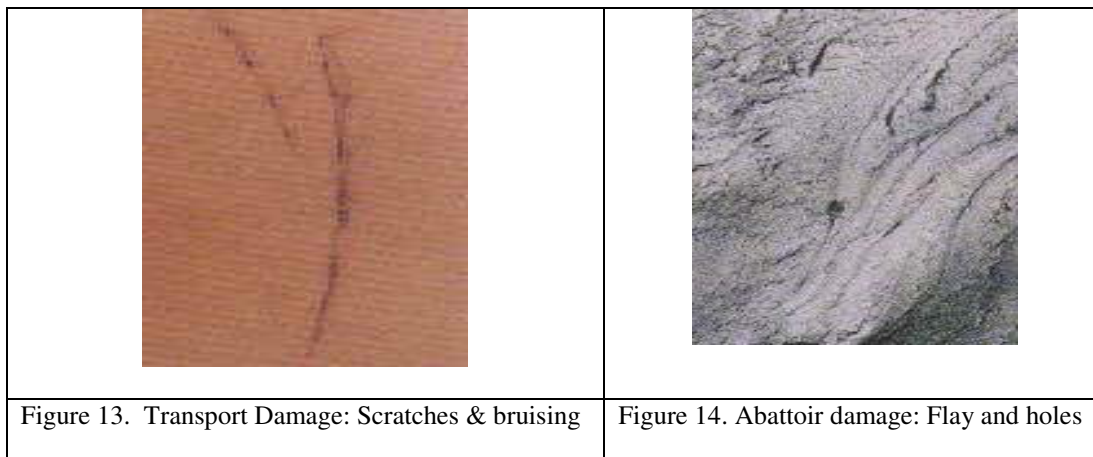 Figure 13. Transport Damage: Scratches & bruising
Figure 14. Abattoir damage: Flay and holes